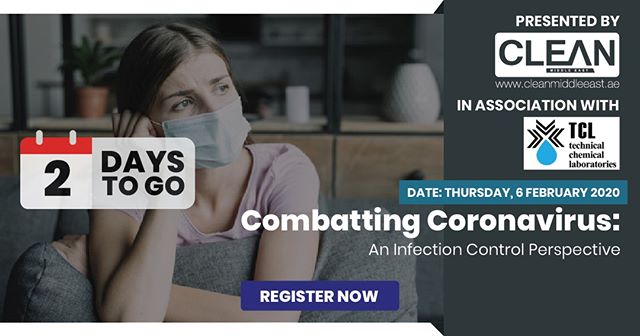 PRESENTED BY
CLEAN
MIDDLE EAST
www.cleanmiddleeast.ae
IN ASSOCIATION WITH
TCL
technical
chemical
laboratories
2
DAYS
TO GO
DATE: THURSDAY, 6 FEBRUARY 2020
Combatting Coronavirus:
An Infection Control Perspective
REGISTER NOW